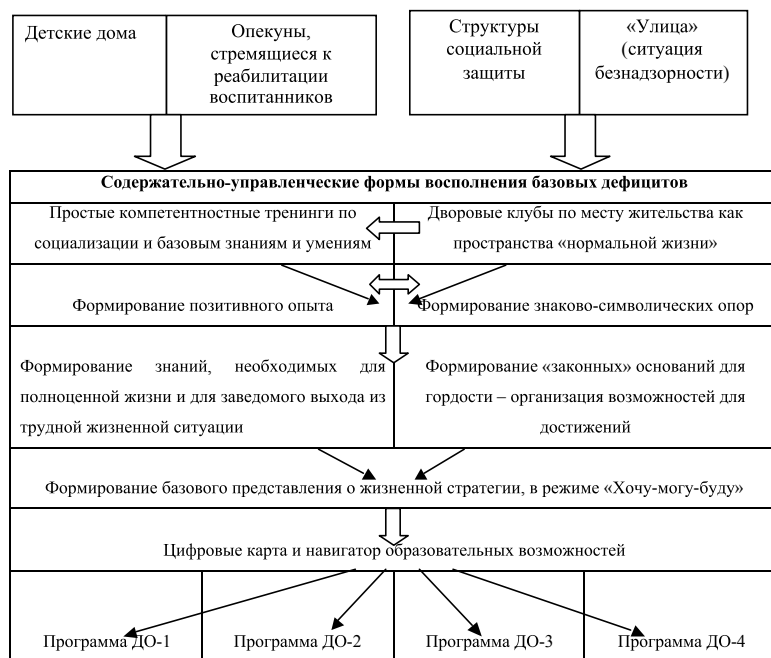 Детские дома
Опекуны,
стремящиеся к
реабилитации
воспитанников
Структуры
социальной
защиты
«Улица»
(ситуация
безнадзорности)
Содержательно-управленческие формы восполнения базовых дефицитов
Простые компетентностные тренинги по
социализации и базовым знаниям и умениям
Дворовые клубы по месту жительства как
пространства «нормальной жизни»
Формирование позитивного опыта
Формирование знаково-символических опор
Формирование знаний, необходимых для
полноценной жизни и для заведомого выхода из
трудной жизненной ситуации
Формирование «законных» оснований для
гордости – организация возможностей для
достижений
Формирование базового представления о жизненной стратегии, в режиме «Хочу-могу-буду»
Цифровые карта и навигатор образовательных возможностей
Программа ДО-1
Программа ДО-2
Программа ДО-3
Программа ДО-4